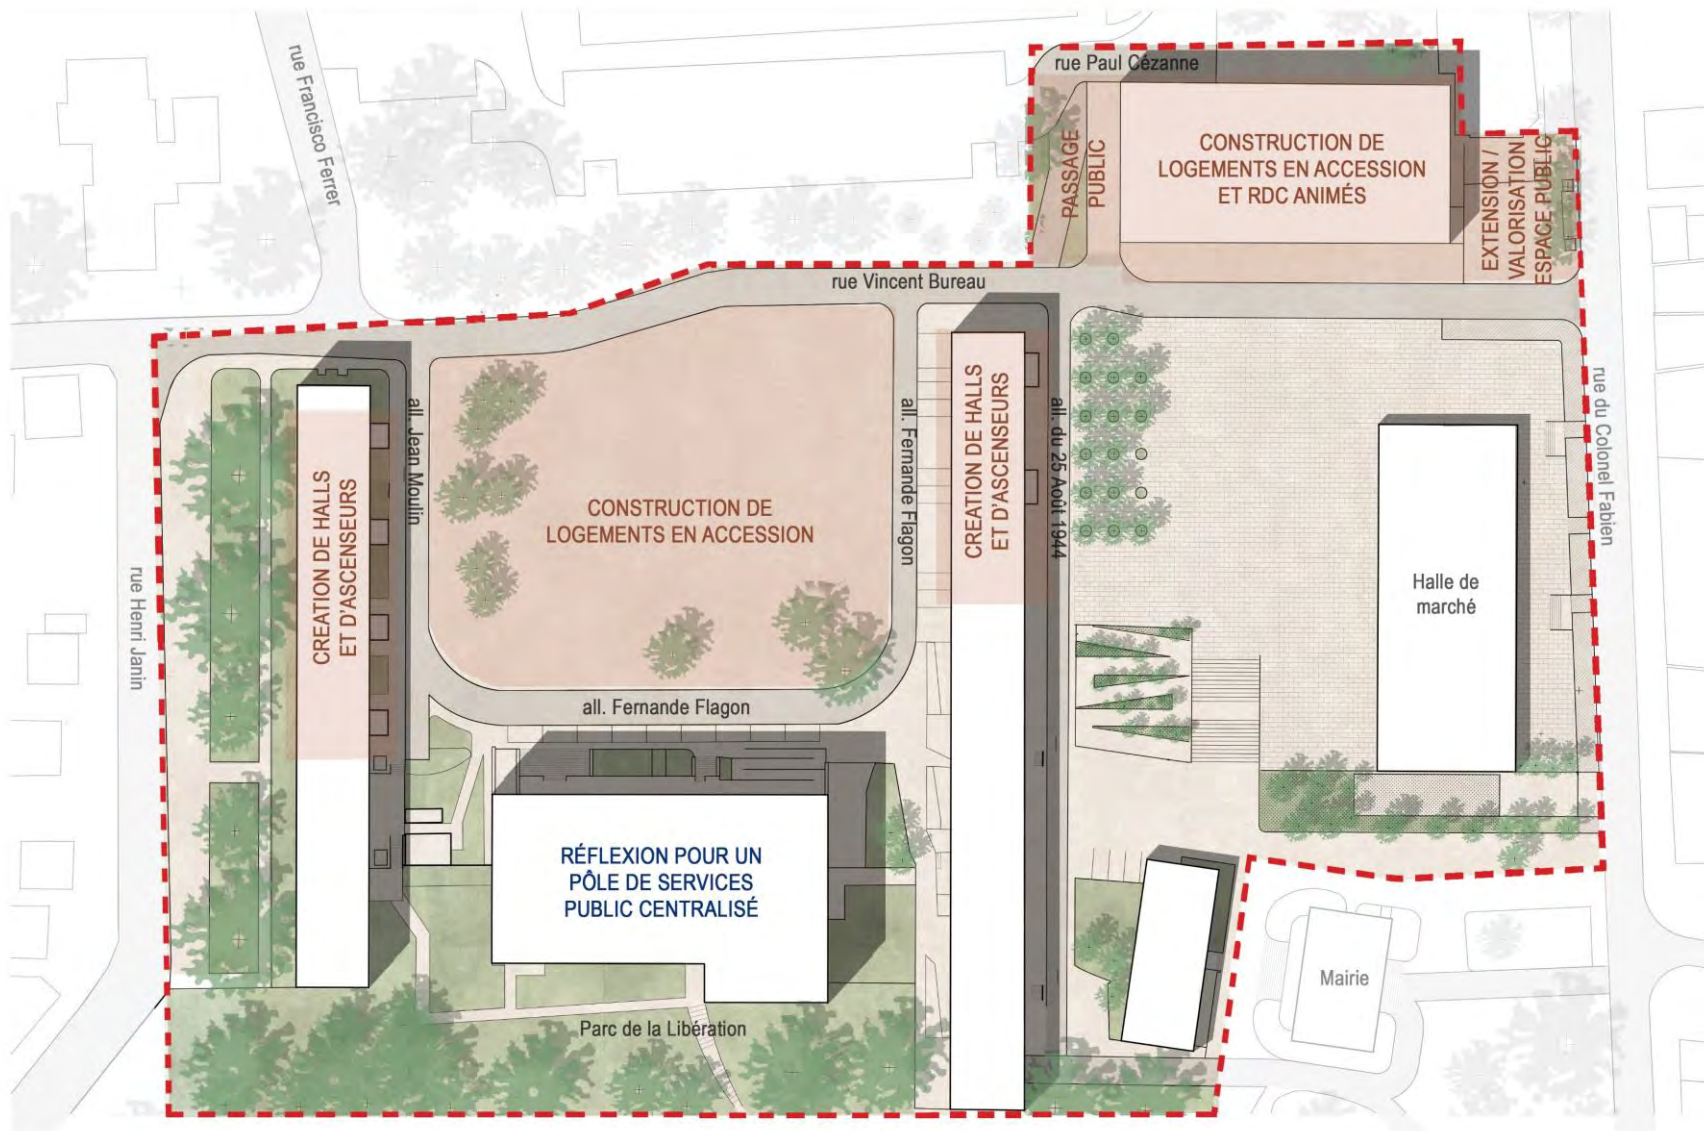 rue Paul Cézanne
rue Francisco Ferrer
PASSAGE
PUBLIC
CONSTRUCTION DE
LOGEMENTS EN ACCESSION
ET RDC ANIMÉS
EXTENSION /
VALORISATION
ESPACE PUBLIC
rue Vincent Bureau
CREATION DE HALLS
ET D'ASCENSEURS
all. Jean Moulin
CONSTRUCTION DE
LOGEMENTS EN ACCESSION
all. Fernande Flagon
CREATION DE HALLS
ET D'ASCENSEURS
all. du 25 Août 1944
rue du Colonel Fabien
Halle de
marché
rue Henri Janin
all. Fernande Flagon
RÉFLEXION POUR UN
PÔLE DE SERVICES
PUBLIC CENTRALISÉ
Mairie
Parc de la Libération